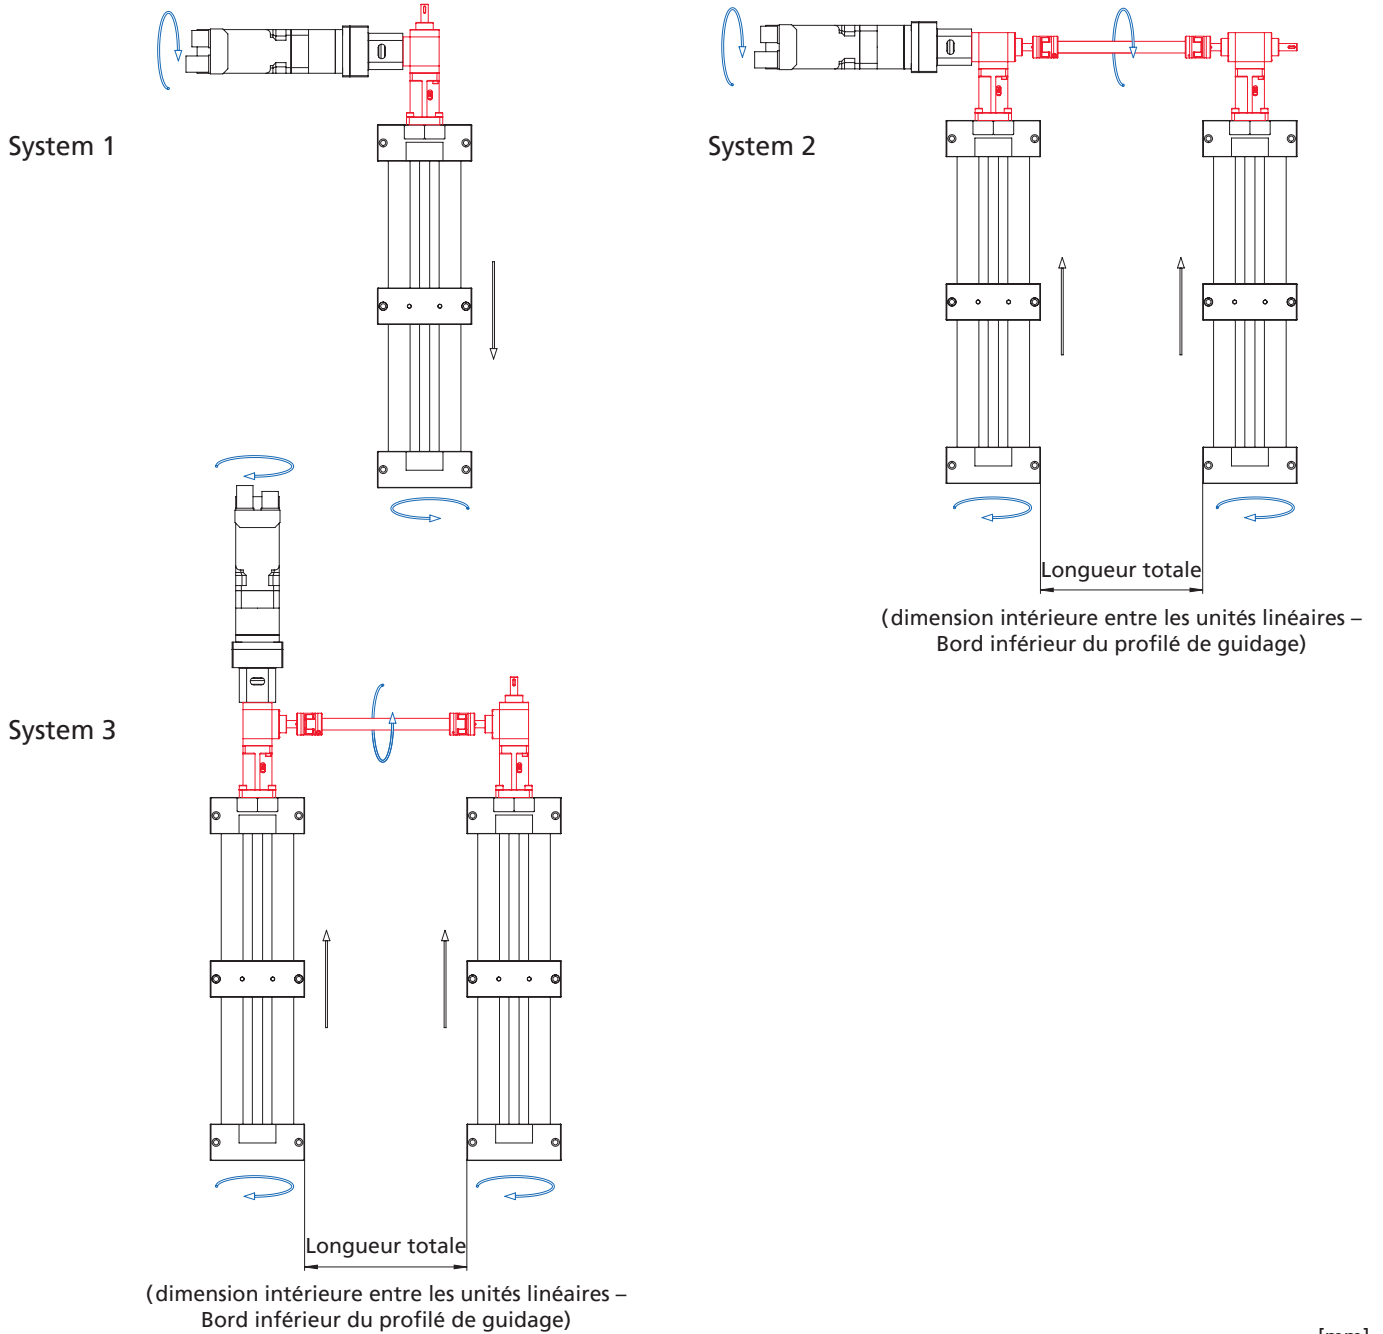 System 1
System 2
Longueur totale
(dimension intérieure entre les unités linéaires –
Bord inférieur du profilé de guidage)
System 3
Longueur totale
(dimension intérieure entre les unités linéaires –
Bord inférieur du profilé de guidage)
[mm]